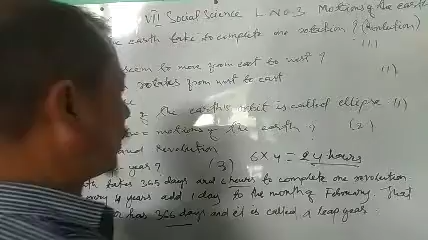 VII Social Science L No 3 Motions of the earth
the earth take to complete one rotation? (Revolution)
seem to move from east to west?
rotates from west to east
the earth's orbit is called ellipse
motions of the earth? (2)
and revolution
year? (3) 6 x 4 = 24 hours
takes 365 days and 6 hours to complete one revolution
4 years add 1 day to the month of February. That
has 366 days and it is called a leap year.